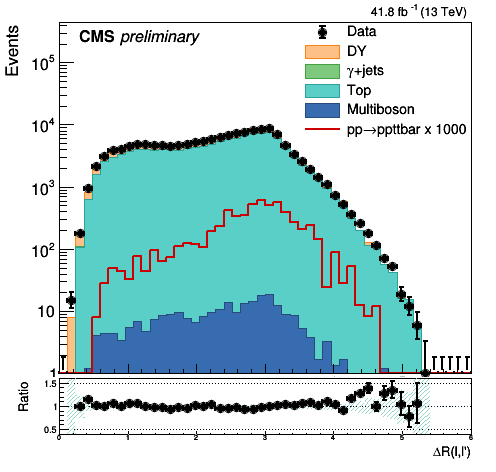 41.8 fb⁻¹ (13 TeV)
CMS preliminary
Data
DY
γ+jets
Top
Multiboson
pp→ppttbar x 1000
Events
10⁵
10⁴
10³
10²
10
1
Ratio
1.5
1
0.5
0 1 2 3 4 5 6
ΔR(l,l')